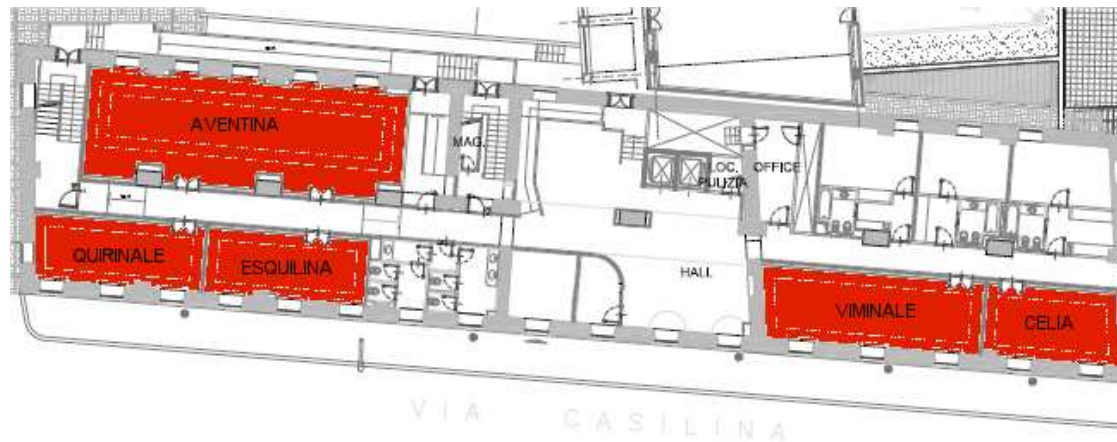 AVENTINA
MAG.
LOC.
PULIZIA
OFFICE
QUIRINALE
ESQUILINA
HALL
VIMINALE
CELIA
VIA CASILINA